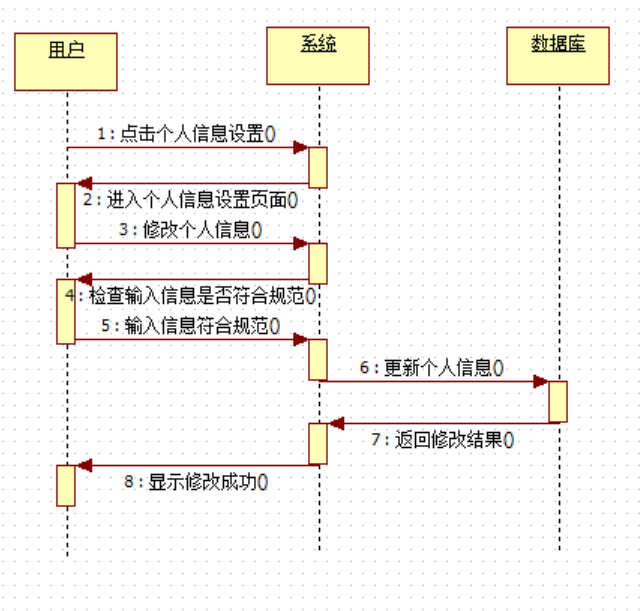 用户
系统
数据库
1:点击个人信息设置()
2:进入个人信息设置页面()
3:修改个人信息()
4:检查输入信息是否符合规范()
5:输入信息符合规范()
6:更新个人信息()
7:返回修改结果()
8:显示修改成功()